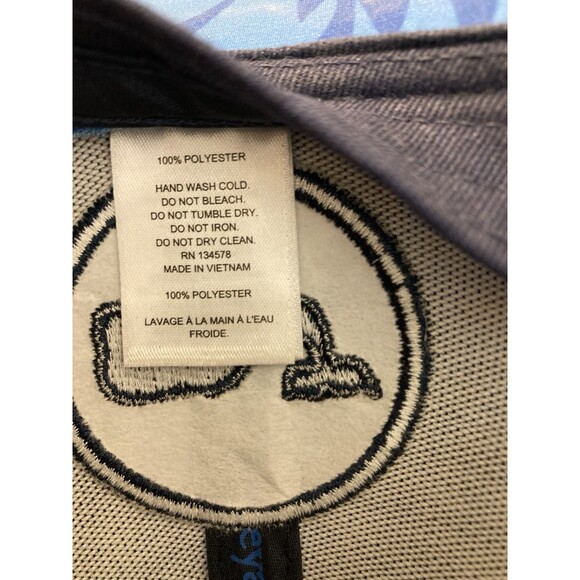 100% POLYESTER
HAND WASH COLD.
DO NOT BLEACH.
DO NOT TUMBLE DRY.
DO NOT IRON.
DO NOT DRY CLEAN.
RN 134578
MADE IN VIETNAM
100% POLYESTER
LAVAGE À LA MAIN À L'EAU
FROIDE.